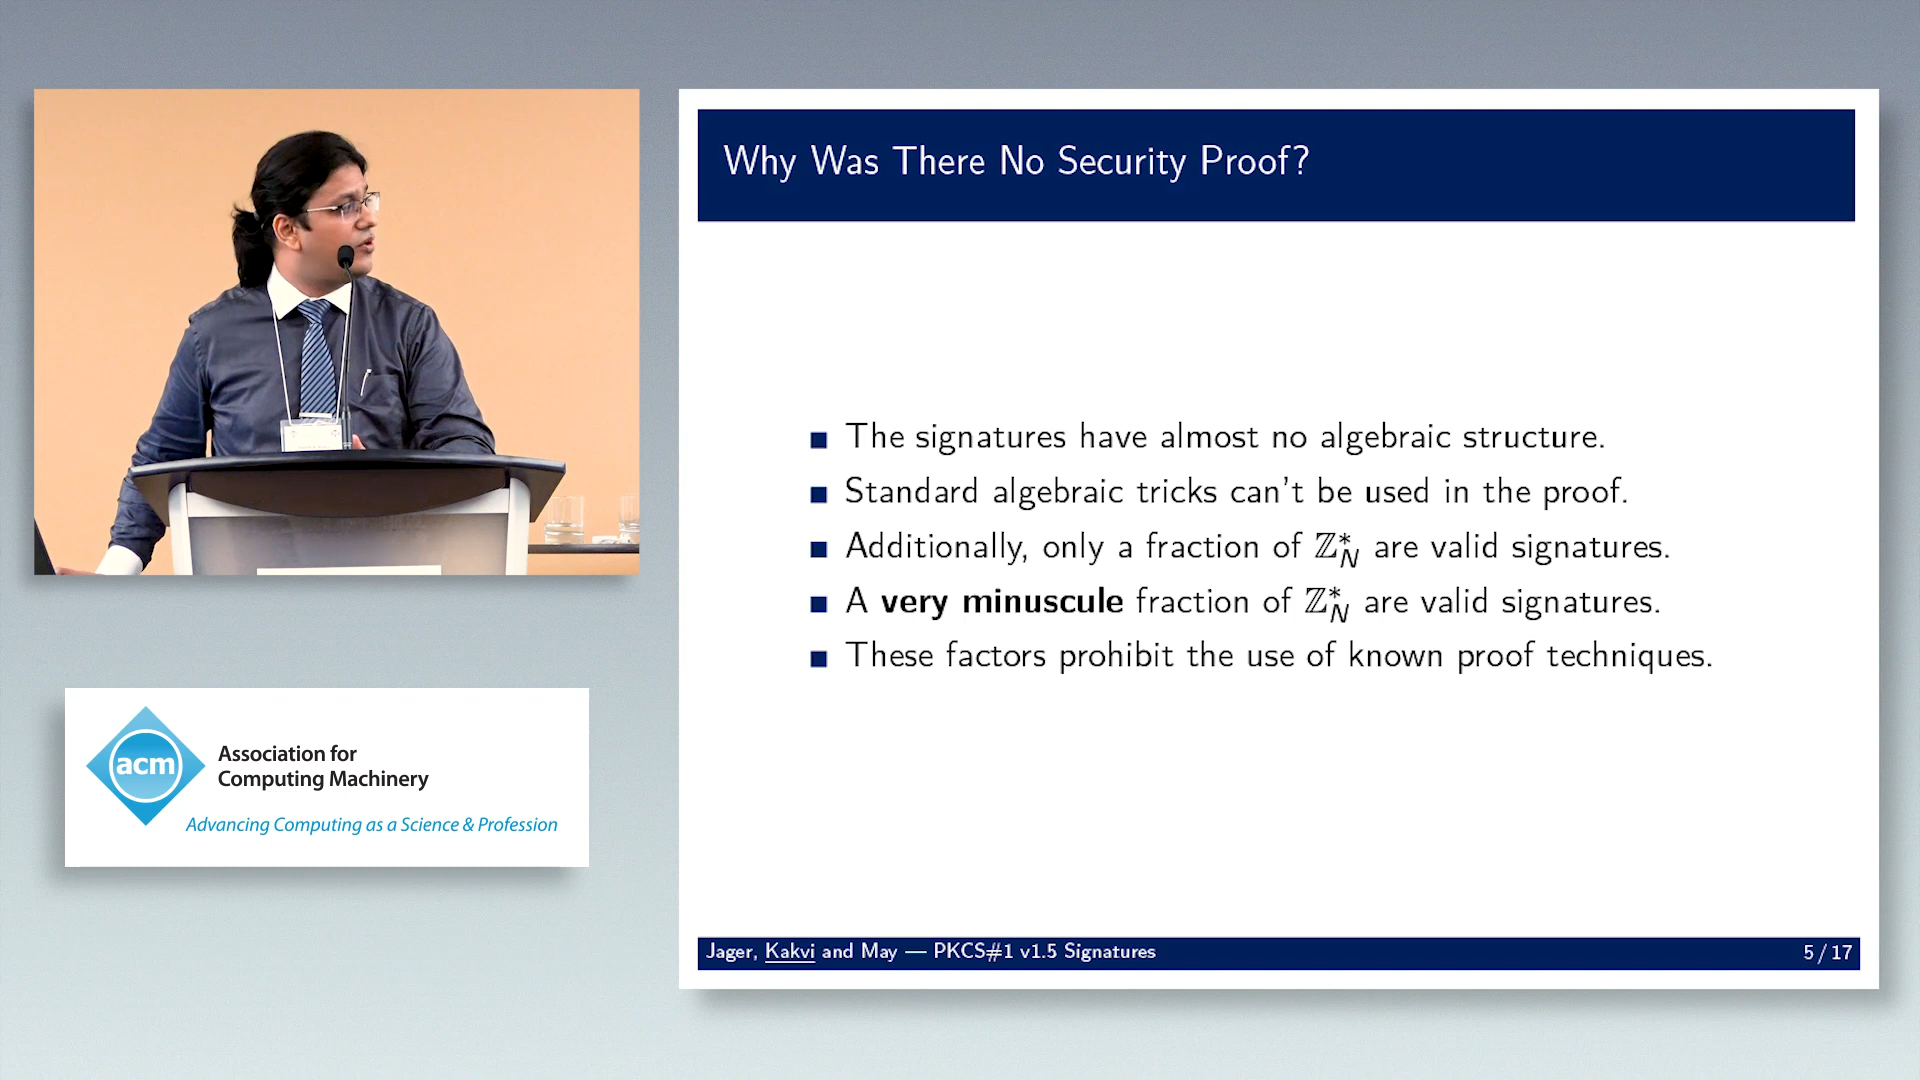 Why Was There No Security Proof?
■ The signatures have almost no algebraic structure.
■ Standard algebraic tricks can't be used in the proof.
■ Additionally, only a fraction of ℤ*_N are valid signatures.
■ A very minuscule fraction of ℤ*_N are valid signatures.
■ These factors prohibit the use of known proof techniques.
Jager, Kakvi and May — PKCS#1 v1.5 Signatures
5 / 17
acm
Association for
Computing Machinery
Advancing Computing as a Science & Profession